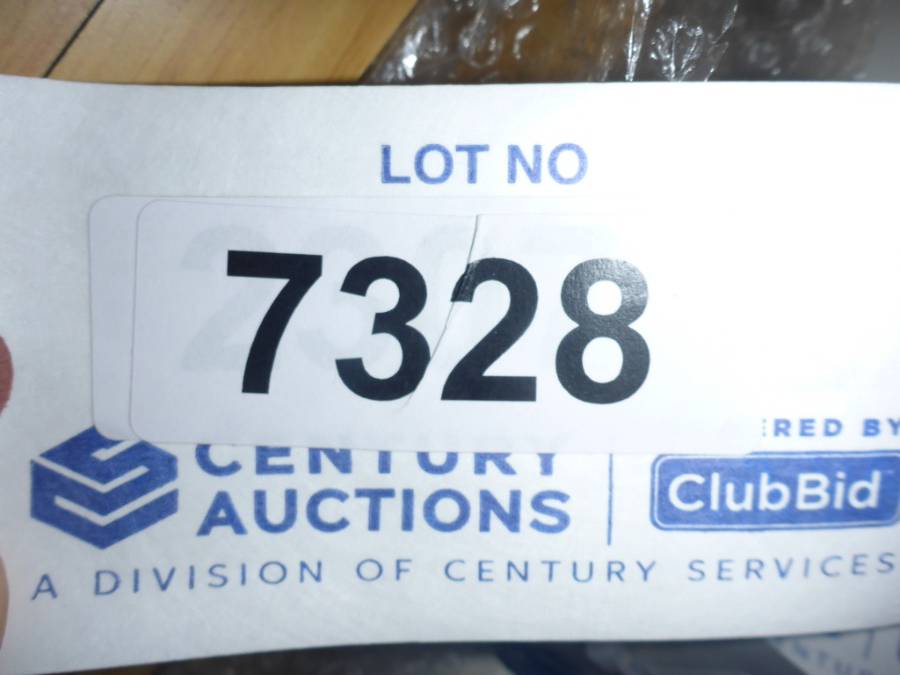 LOT NO
7328
RED BY
CENTURY
AUCTIONS
ClubBid
A DIVISION OF CENTURY SERVICES